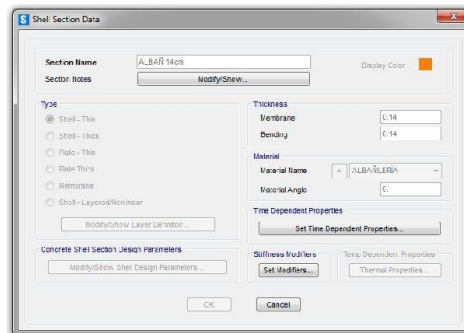 Shell Section Data
Section Name ALBAÑ 14cm Display Color
Section Notes Modify/Show...
Type
Shell - Thin
Shell - Thick
Plate - Thin
Plate Thick
Membrane
Shell - Layered/Nonlinear
Modify/Show Layer Definition...
Concrete Shell Section Design Parameters
Modify/Show Shell Design Parameters...
Thickness
Membrane 0.14
Bending 0.14
Material
Material Name + ALBAÑILERÍA
Material Angle 0.
Time Dependent Properties
Set Time Dependent Properties...
Stiffness Modifiers
Set Modifiers...
Temp Dependent Properties
Thermal Properties...
OK Cancel